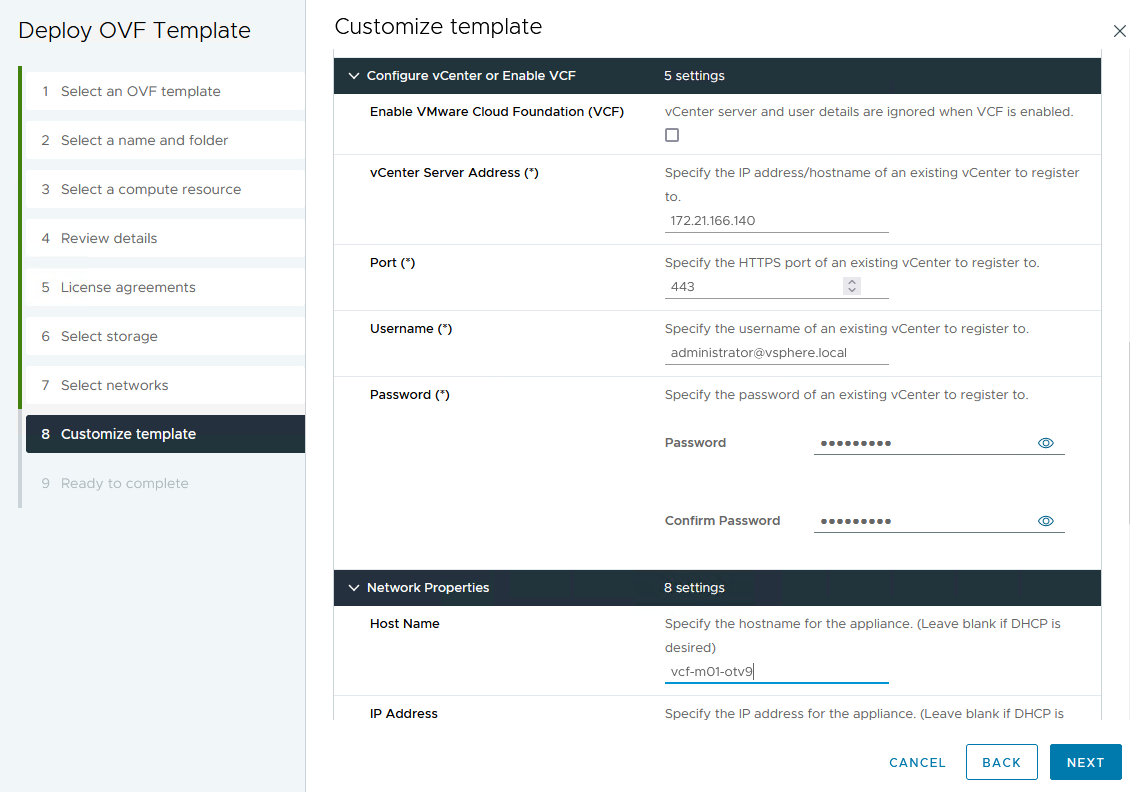 Deploy OVF Template
1 Select an OVF template
2 Select a name and folder
3 Select a compute resource
4 Review details
5 License agreements
6 Select storage
7 Select networks
8 Customize template
9 Ready to complete
Customize template
Configure vCenter or Enable VCF 5 settings
Enable VMware Cloud Foundation (VCF) vCenter server and user details are ignored when VCF is enabled.
vCenter Server Address (*) Specify the IP address/hostname of an existing vCenter to register
to.
172.21.166.140
Port (*) Specify the HTTPS port of an existing vCenter to register to.
443
Username (*) Specify the username of an existing vCenter to register to.
administrator@vsphere.local
Password (*) Specify the password of an existing vCenter to register to.
Password •••••••••
Confirm Password •••••••••
Network Properties 8 settings
Host Name Specify the hostname for the appliance. (Leave blank if DHCP is
desired)
vcf-m01-otv9
IP Address Specify the IP address for the appliance. (Leave blank if DHCP is
CANCEL BACK NEXT